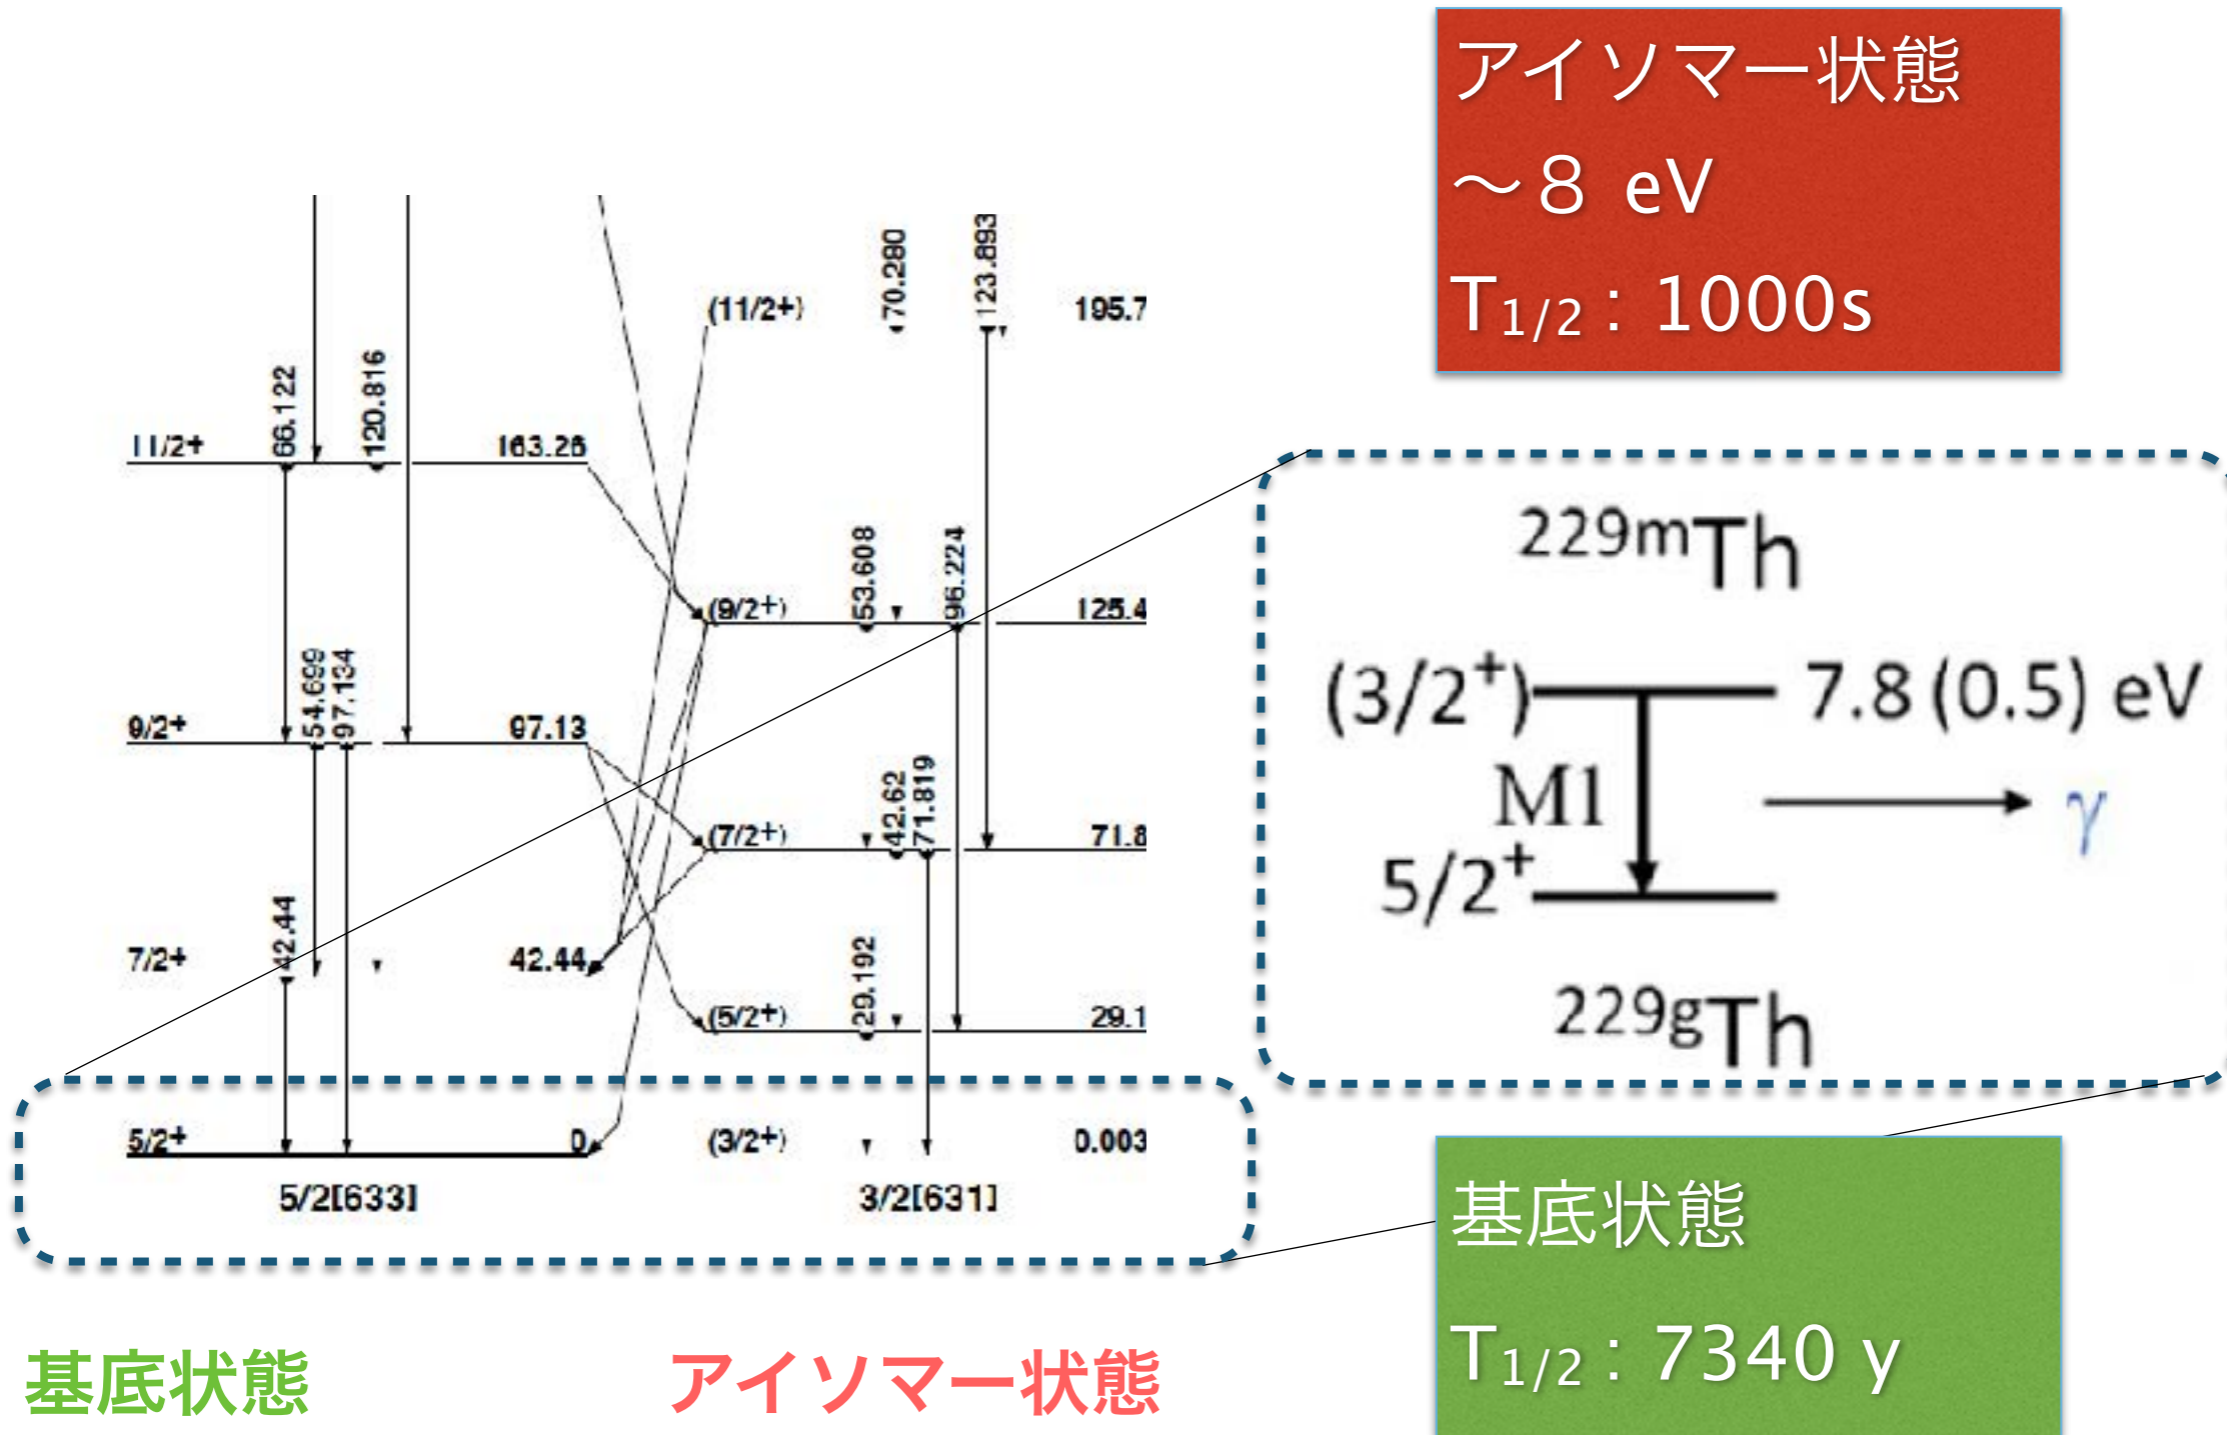 アイソマー状態
～８ eV
T1/2：1000s
70.280
123.893
(11/2+)
195.7
66.122
120.816
11/2+
163.26
53.608
96.224
(9/2+)
125.4
54.699
97.134
9/2+
97.13
42.62
71.819
(7/2+)
71.8
42.44
7/2+
42.44
29.192
(5/2+)
29.1
5/2+
0
(3/2+)
0.003
5/2[633]
3/2[631]
229mTh
(3/2+)
7.8 (0.5) eV
M1
γ
5/2+
229gTh
基底状態
T1/2：7340 y
基底状態
アイソマー状態